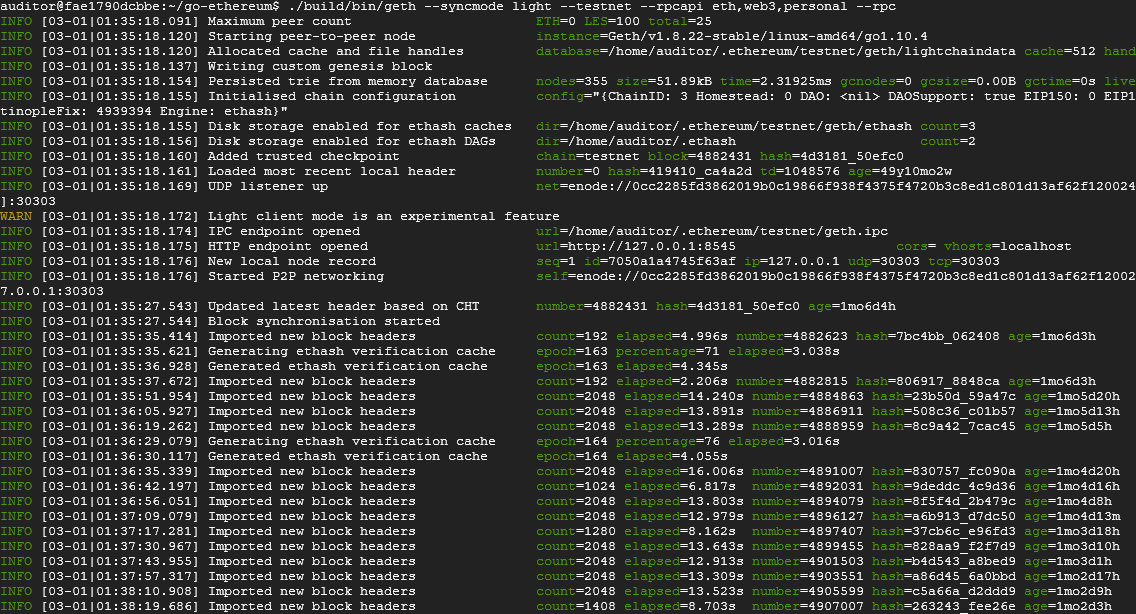 auditor@fae1790dcbbe:~/go-ethereum$ ./build/bin/geth --syncmode light --testnet --rpcapi eth,web3,personal --rpc
INFO [03-01|01:35:18.091] Maximum peer count ETH=0 LES=100 total=25
INFO [03-01|01:35:18.120] Starting peer-to-peer node instance=Geth/v1.8.22-stable/linux-amd64/go1.10.4
INFO [03-01|01:35:18.120] Allocated cache and file handles database=/home/auditor/.ethereum/testnet/geth/lightchaindata cache=512 hand
INFO [03-01|01:35:18.137] Writing custom genesis block
INFO [03-01|01:35:18.154] Persisted trie from memory database nodes=355 size=51.89kB time=2.31925ms gcnodes=0 gcsize=0.00B gctime=0s live
INFO [03-01|01:35:18.155] Initialised chain configuration config="{ChainID: 3 Homestead: 0 DAO: <nil> DAOSupport: true EIP150: 0 EIP1
tinopleFix: 4939394 Engine: ethash}"
INFO [03-01|01:35:18.155] Disk storage enabled for ethash caches dir=/home/auditor/.ethereum/testnet/geth/ethash count=3
INFO [03-01|01:35:18.156] Disk storage enabled for ethash DAGs dir=/home/auditor/.ethash count=2
INFO [03-01|01:35:18.160] Added trusted checkpoint chain=testnet block=4882431 hash=4d3181_50efc0
INFO [03-01|01:35:18.161] Loaded most recent local header number=0 hash=419410_ca4a2d td=1048576 age=49y10mo2w
INFO [03-01|01:35:18.169] UDP listener up net=enode://0cc2285fd3862019b0c19866f938f4375f4720b3c8ed1c801d13af62f120024
]:30303
WARN [03-01|01:35:18.172] Light client mode is an experimental feature
INFO [03-01|01:35:18.174] IPC endpoint opened url=/home/auditor/.ethereum/testnet/geth.ipc
INFO [03-01|01:35:18.175] HTTP endpoint opened url=http://127.0.0.1:8545 cors= vhosts=localhost
INFO [03-01|01:35:18.176] New local node record seq=1 id=7050a1a4745f63af ip=127.0.0.1 udp=30303 tcp=30303
INFO [03-01|01:35:18.176] Started P2P networking self=enode://0cc2285fd3862019b0c19866f938f4375f4720b3c8ed1c801d13af62f12002
7.0.0.1:30303
INFO [03-01|01:35:27.543] Updated latest header based on CHT number=4882431 hash=4d3181_50efc0 age=1mo6d4h
INFO [03-01|01:35:27.544] Block synchronisation started
INFO [03-01|01:35:35.414] Imported new block headers count=192 elapsed=4.996s number=4882623 hash=7bc4bb_062408 age=1mo6d3h
INFO [03-01|01:35:35.621] Generating ethash verification cache epoch=163 percentage=71 elapsed=3.038s
INFO [03-01|01:35:36.928] Generated ethash verification cache epoch=163 elapsed=4.345s
INFO [03-01|01:35:37.672] Imported new block headers count=192 elapsed=2.206s number=4882815 hash=806917_8848ca age=1mo6d3h
INFO [03-01|01:35:51.954] Imported new block headers count=2048 elapsed=14.240s number=4884863 hash=23b50d_59a47c age=1mo5d20h
INFO [03-01|01:36:05.927] Imported new block headers count=2048 elapsed=13.891s number=4886911 hash=508c36_c01b57 age=1mo5d13h
INFO [03-01|01:36:19.262] Imported new block headers count=2048 elapsed=13.289s number=4888959 hash=8c9a42_7cac45 age=1mo5d5h
INFO [03-01|01:36:29.079] Generating ethash verification cache epoch=164 percentage=76 elapsed=3.016s
INFO [03-01|01:36:30.117] Generated ethash verification cache epoch=164 elapsed=4.055s
INFO [03-01|01:36:35.339] Imported new block headers count=2048 elapsed=16.006s number=4891007 hash=830757_fc090a age=1mo4d20h
INFO [03-01|01:36:42.197] Imported new block headers count=1024 elapsed=6.817s number=4892031 hash=9deddc_4c9d36 age=1mo4d16h
INFO [03-01|01:36:56.051] Imported new block headers count=2048 elapsed=13.803s number=4894079 hash=8f5f4d_2b479c age=1mo4d8h
INFO [03-01|01:37:09.079] Imported new block headers count=2048 elapsed=12.979s number=4896127 hash=a6b913_d7dc50 age=1mo4d13m
INFO [03-01|01:37:17.281] Imported new block headers count=1280 elapsed=8.162s number=4897407 hash=37cb6c_e96fd3 age=1mo3d18h
INFO [03-01|01:37:30.967] Imported new block headers count=2048 elapsed=13.643s number=4899455 hash=828aa9_f2f7d9 age=1mo3d10h
INFO [03-01|01:37:43.955] Imported new block headers count=2048 elapsed=12.913s number=4901503 hash=b4d543_a8bed9 age=1mo3d1h
INFO [03-01|01:37:57.317] Imported new block headers count=2048 elapsed=13.309s number=4903551 hash=a86d45_6a0bbd age=1mo2d17h
INFO [03-01|01:38:10.908] Imported new block headers count=2048 elapsed=13.523s number=4905599 hash=c5a66a_d2ddd9 age=1mo2d9h
INFO [03-01|01:38:19.686] Imported new block headers count=1408 elapsed=8.703s number=4907007 hash=263243_fee26e age=1mo2d3h